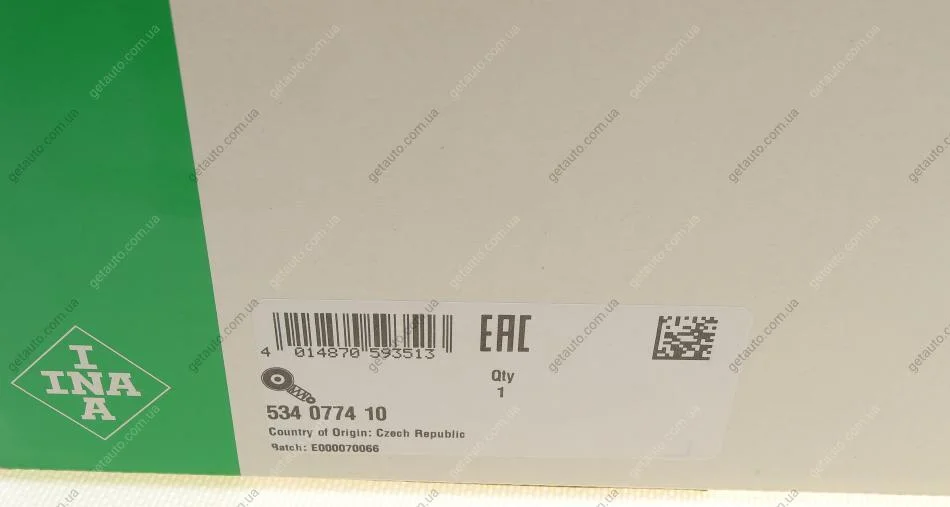 INA
INA
4 014870 593513
EAC
Qty
1
534 0774 10
Country of Origin: Czech Republic
Batch: E000070066
getauto.com.ua